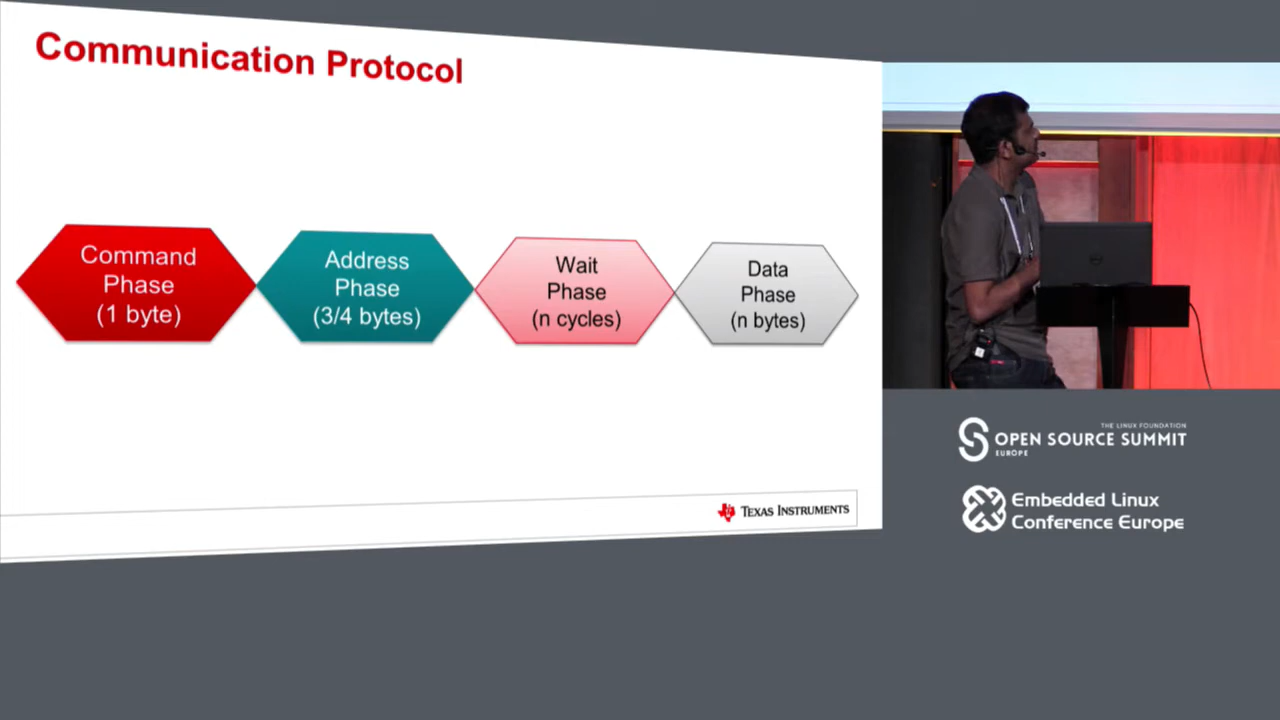 Communication Protocol
Command
Phase
(1 byte)
Address
Phase
(3/4 bytes)
Wait
Phase
(n cycles)
Data
Phase
(n bytes)
TEXAS INSTRUMENTS
THE LINUX FOUNDATION
OPEN SOURCE SUMMIT
EUROPE
Embedded Linux
Conference Europe